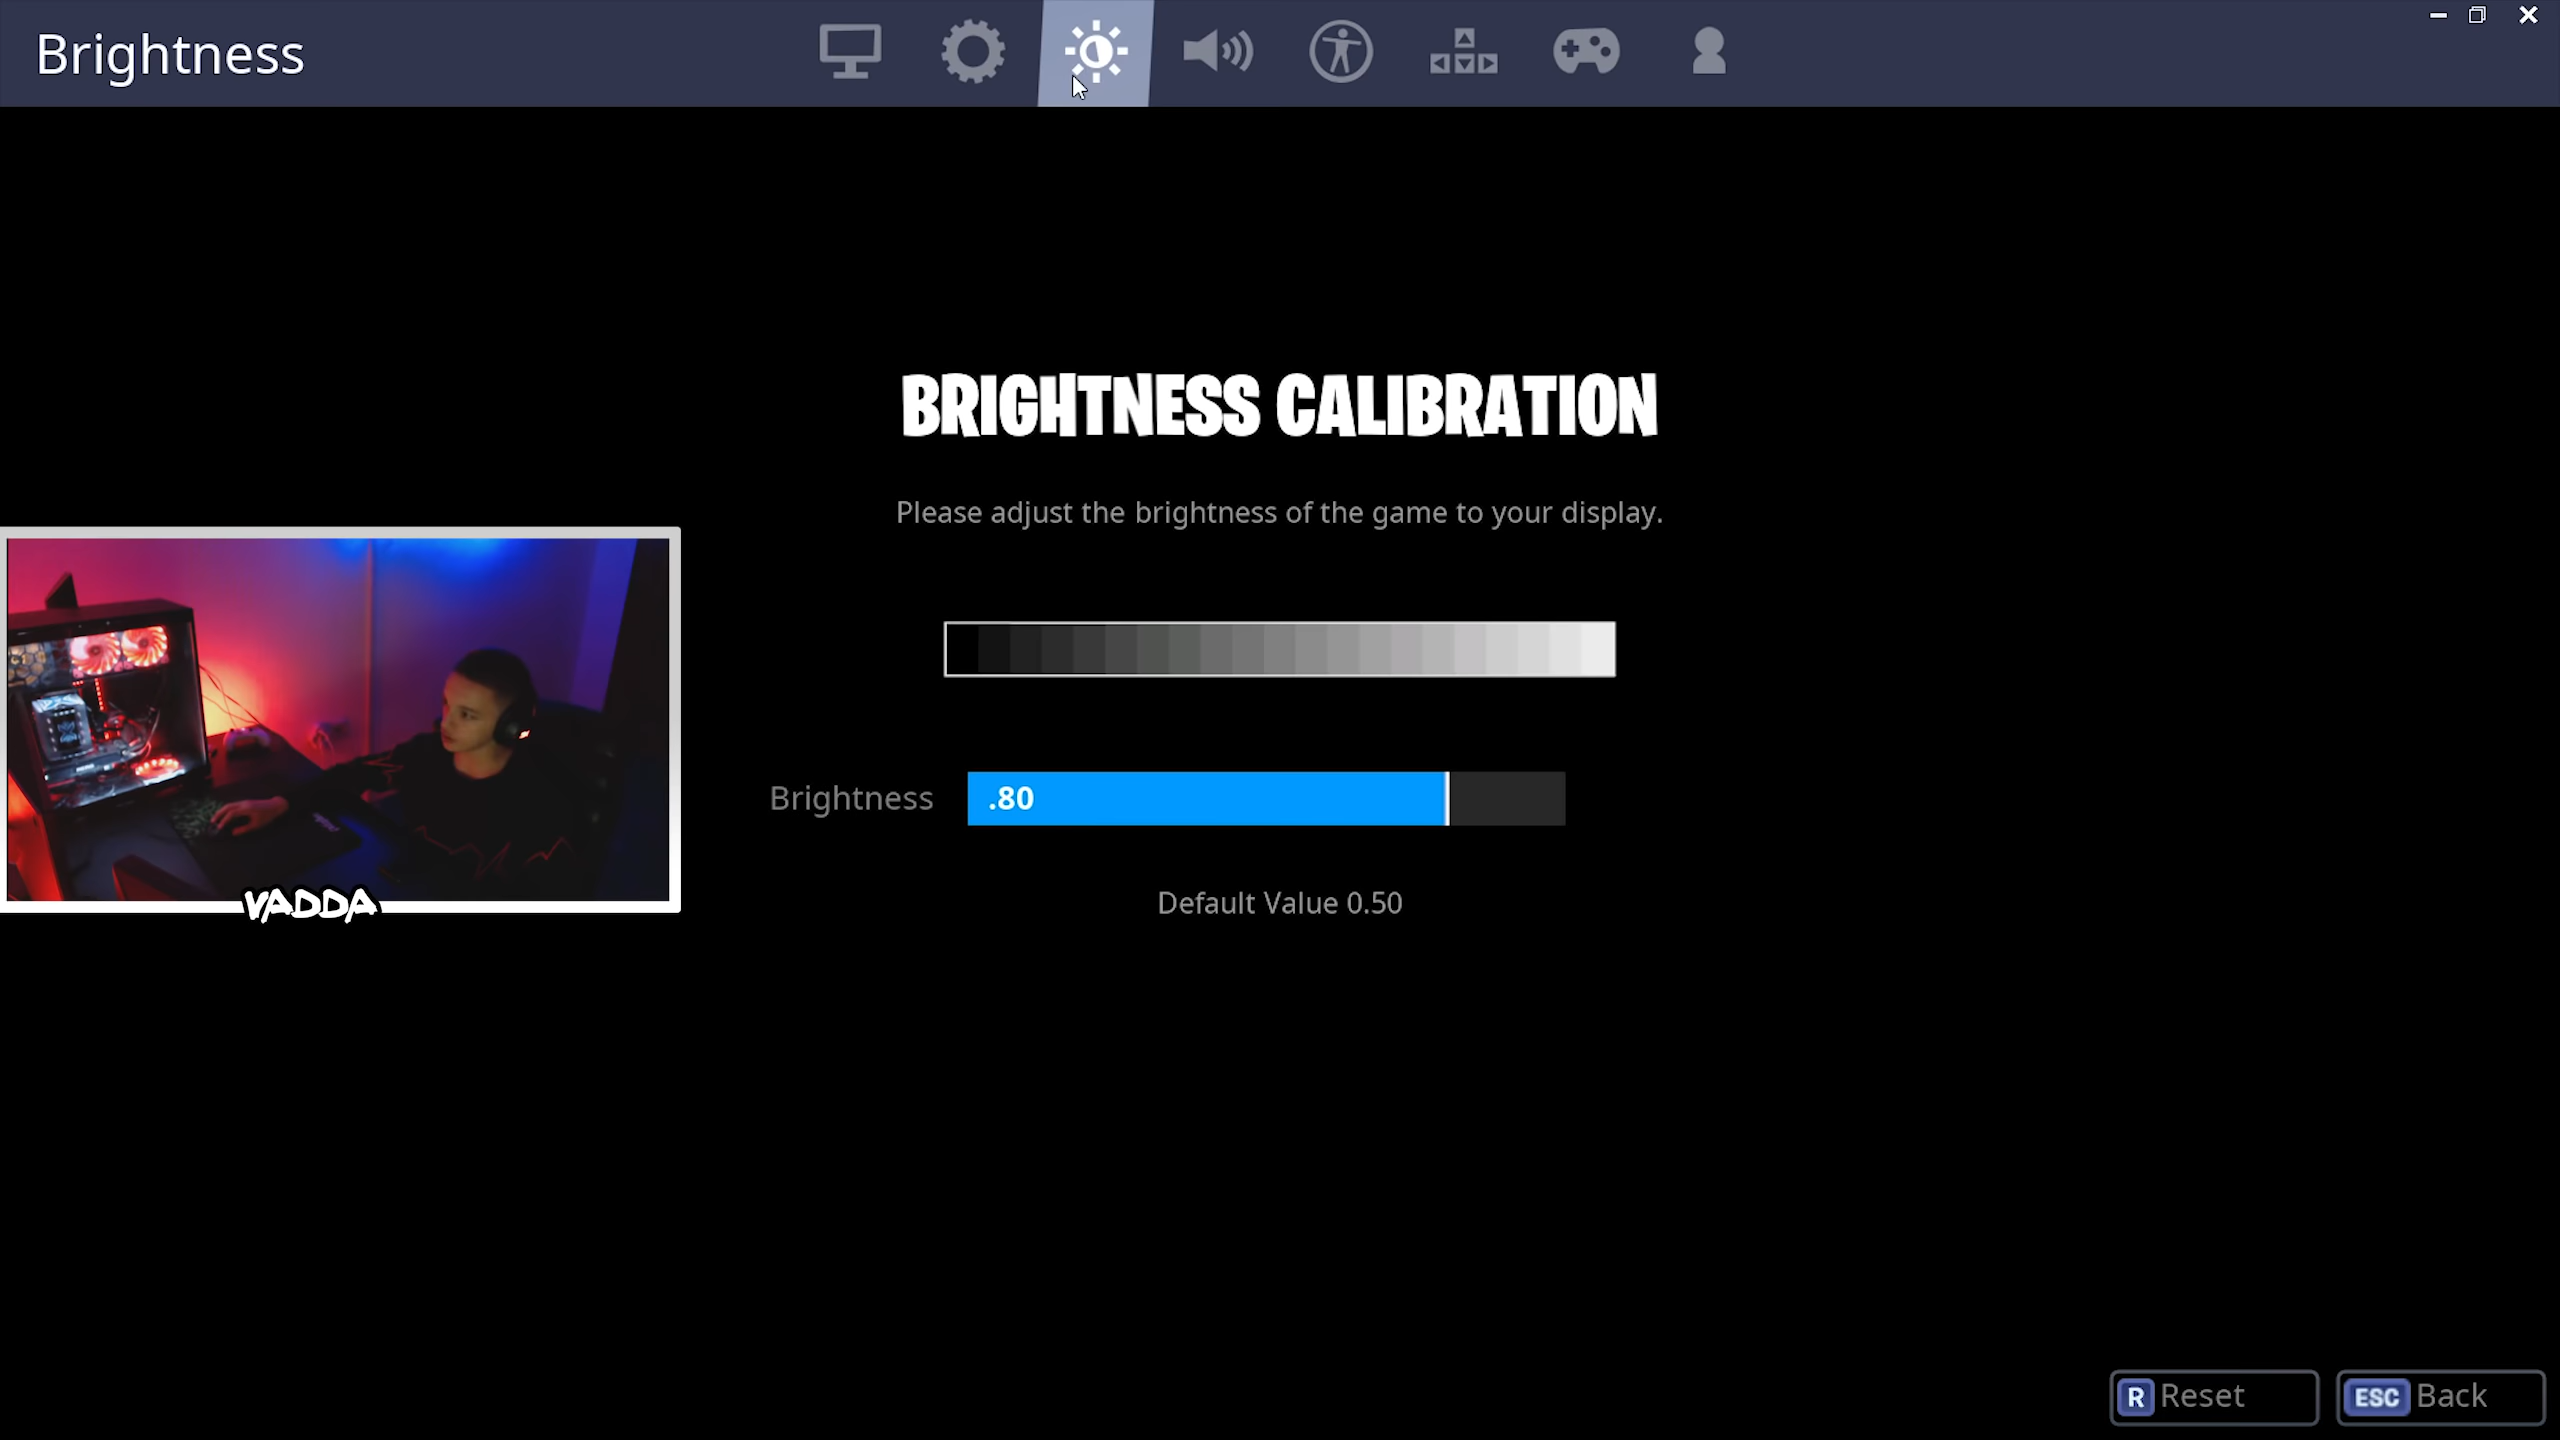 Brightness
BRIGHTNESS CALIBRATION
Please adjust the brightness of the game to your display.
Brightness
.80
Default Value 0.50
VADDA
R Reset
ESC Back